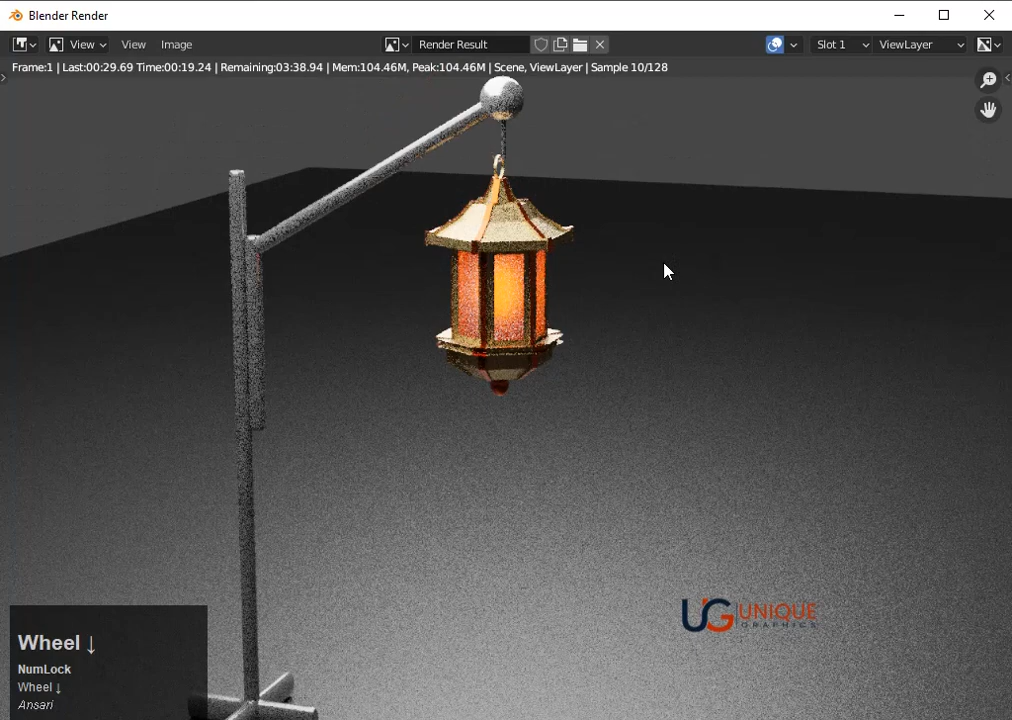 Blender Render
View View Image Render Result Slot 1 ViewLayer
Frame:1 | Last:00:29.69 Time:00:19.24 | Remaining:03:38.94 | Mem:104.46M, Peak:104.46M | Scene, ViewLayer | Sample 10/128
UG UNIQUE
GRAPHICS
Wheel ↓
NumLock
Wheel ↓
Ansari